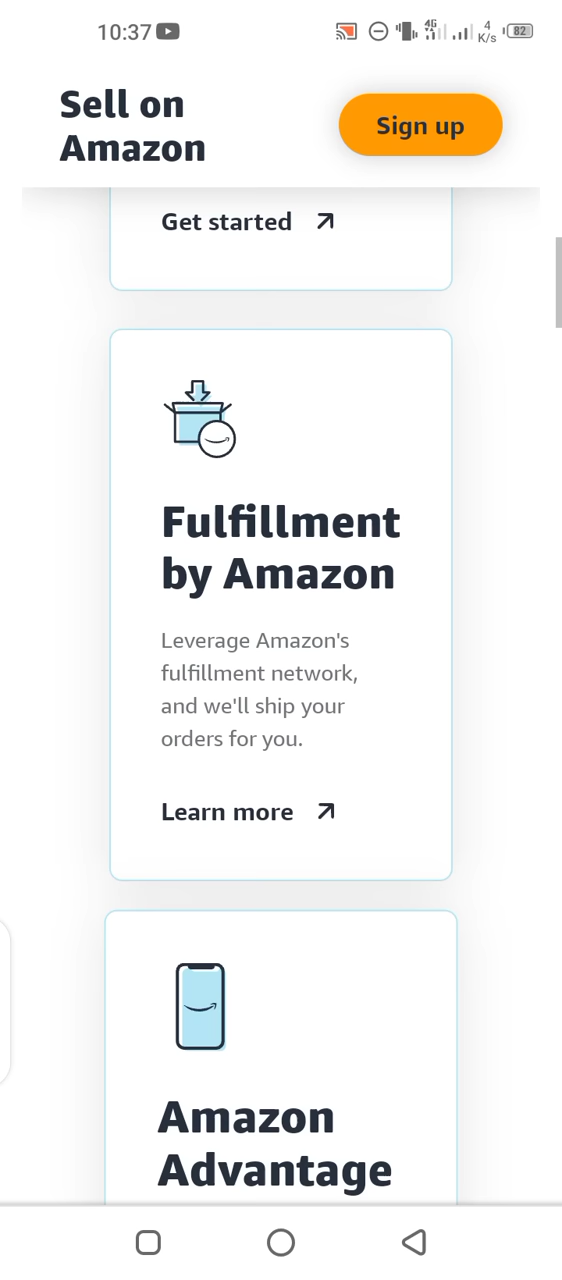 10:37
4G
4
K/s
82
Sell on
Amazon
Sign up
Get started
Fulfillment
by Amazon
Leverage Amazon's
fulfillment network,
and we'll ship your
orders for you.
Learn more
Amazon
Advantage